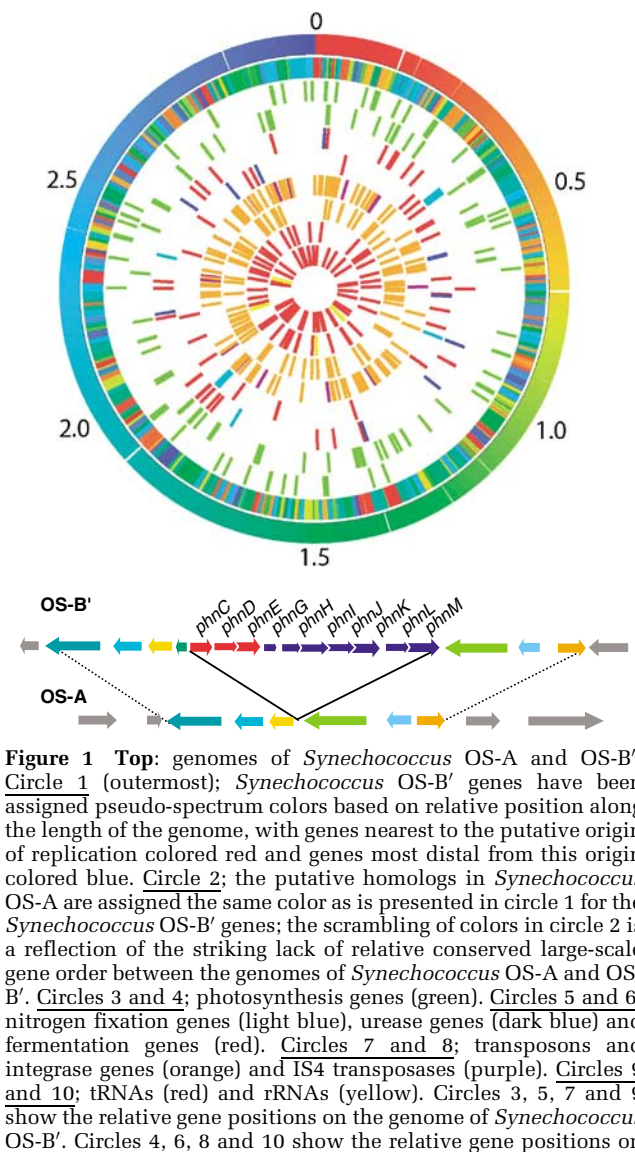 0
2.5
0.5
2.0
1.0
1.5
OS-B'
phnC
phnD
phnE
phnG
phnH
phnI
phnJ
phnK
phnL
phnM
OS-A
Figure 1 Top: genomes of Synechococcus OS-A and OS-B′
Circle 1 (outermost); Synechococcus OS-B′ genes have been
assigned pseudo-spectrum colors based on relative position along
the length of the genome, with genes nearest to the putative origin
of replication colored red and genes most distal from this origin
colored blue. Circle 2; the putative homologs in Synechococcus
OS-A are assigned the same color as is presented in circle 1 for the
Synechococcus OS-B′ genes; the scrambling of colors in circle 2 is
a reflection of the striking lack of relative conserved large-scale
gene order between the genomes of Synechococcus OS-A and OS-
B′. Circles 3 and 4; photosynthesis genes (green). Circles 5 and 6
nitrogen fixation genes (light blue), urease genes (dark blue) and
fermentation genes (red). Circles 7 and 8; transposons and
integrase genes (orange) and IS4 transposases (purple). Circles 9
and 10; tRNAs (red) and rRNAs (yellow). Circles 3, 5, 7 and 9
show the relative gene positions on the genome of Synechococcus
OS-B′. Circles 4, 6, 8 and 10 show the relative gene positions on